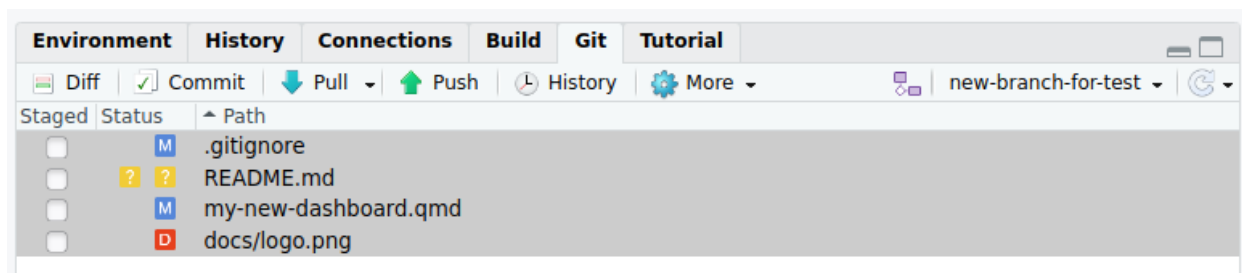 Environment History Connections Build Git Tutorial
Diff Commit Pull Push History More new-branch-for-test
Staged Status Path
M .gitignore
? ? README.md
M my-new-dashboard.qmd
D docs/logo.png